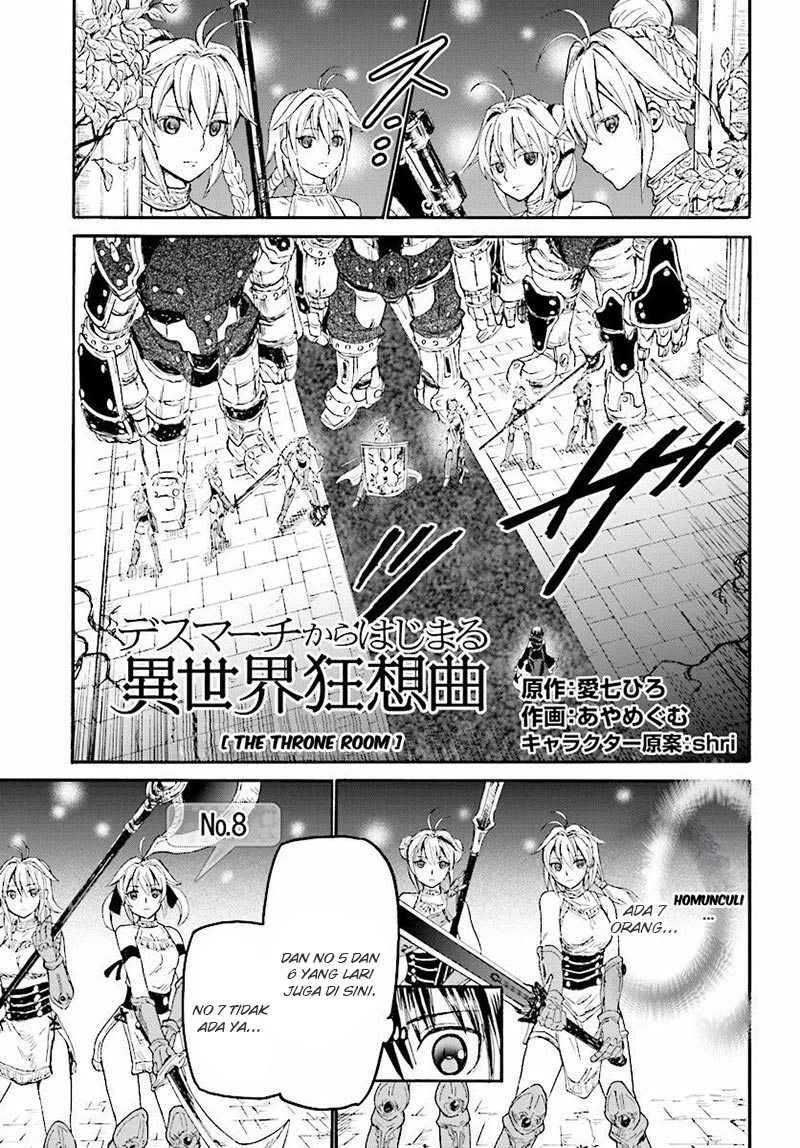 スッ
デスマーチからはじまる
異世界狂想曲
[ THE THRONE ROOM ]
原作:愛七ひろ
作画:あやめぐむ
キャラクター原案:shri
HOMUNCULI
...
ADA 7
ORANG...
DAN NO 5 DAN
6 YANG LARI
JUGA DI SINI.
NO 7 TIDAK
ADA YA...
No.8